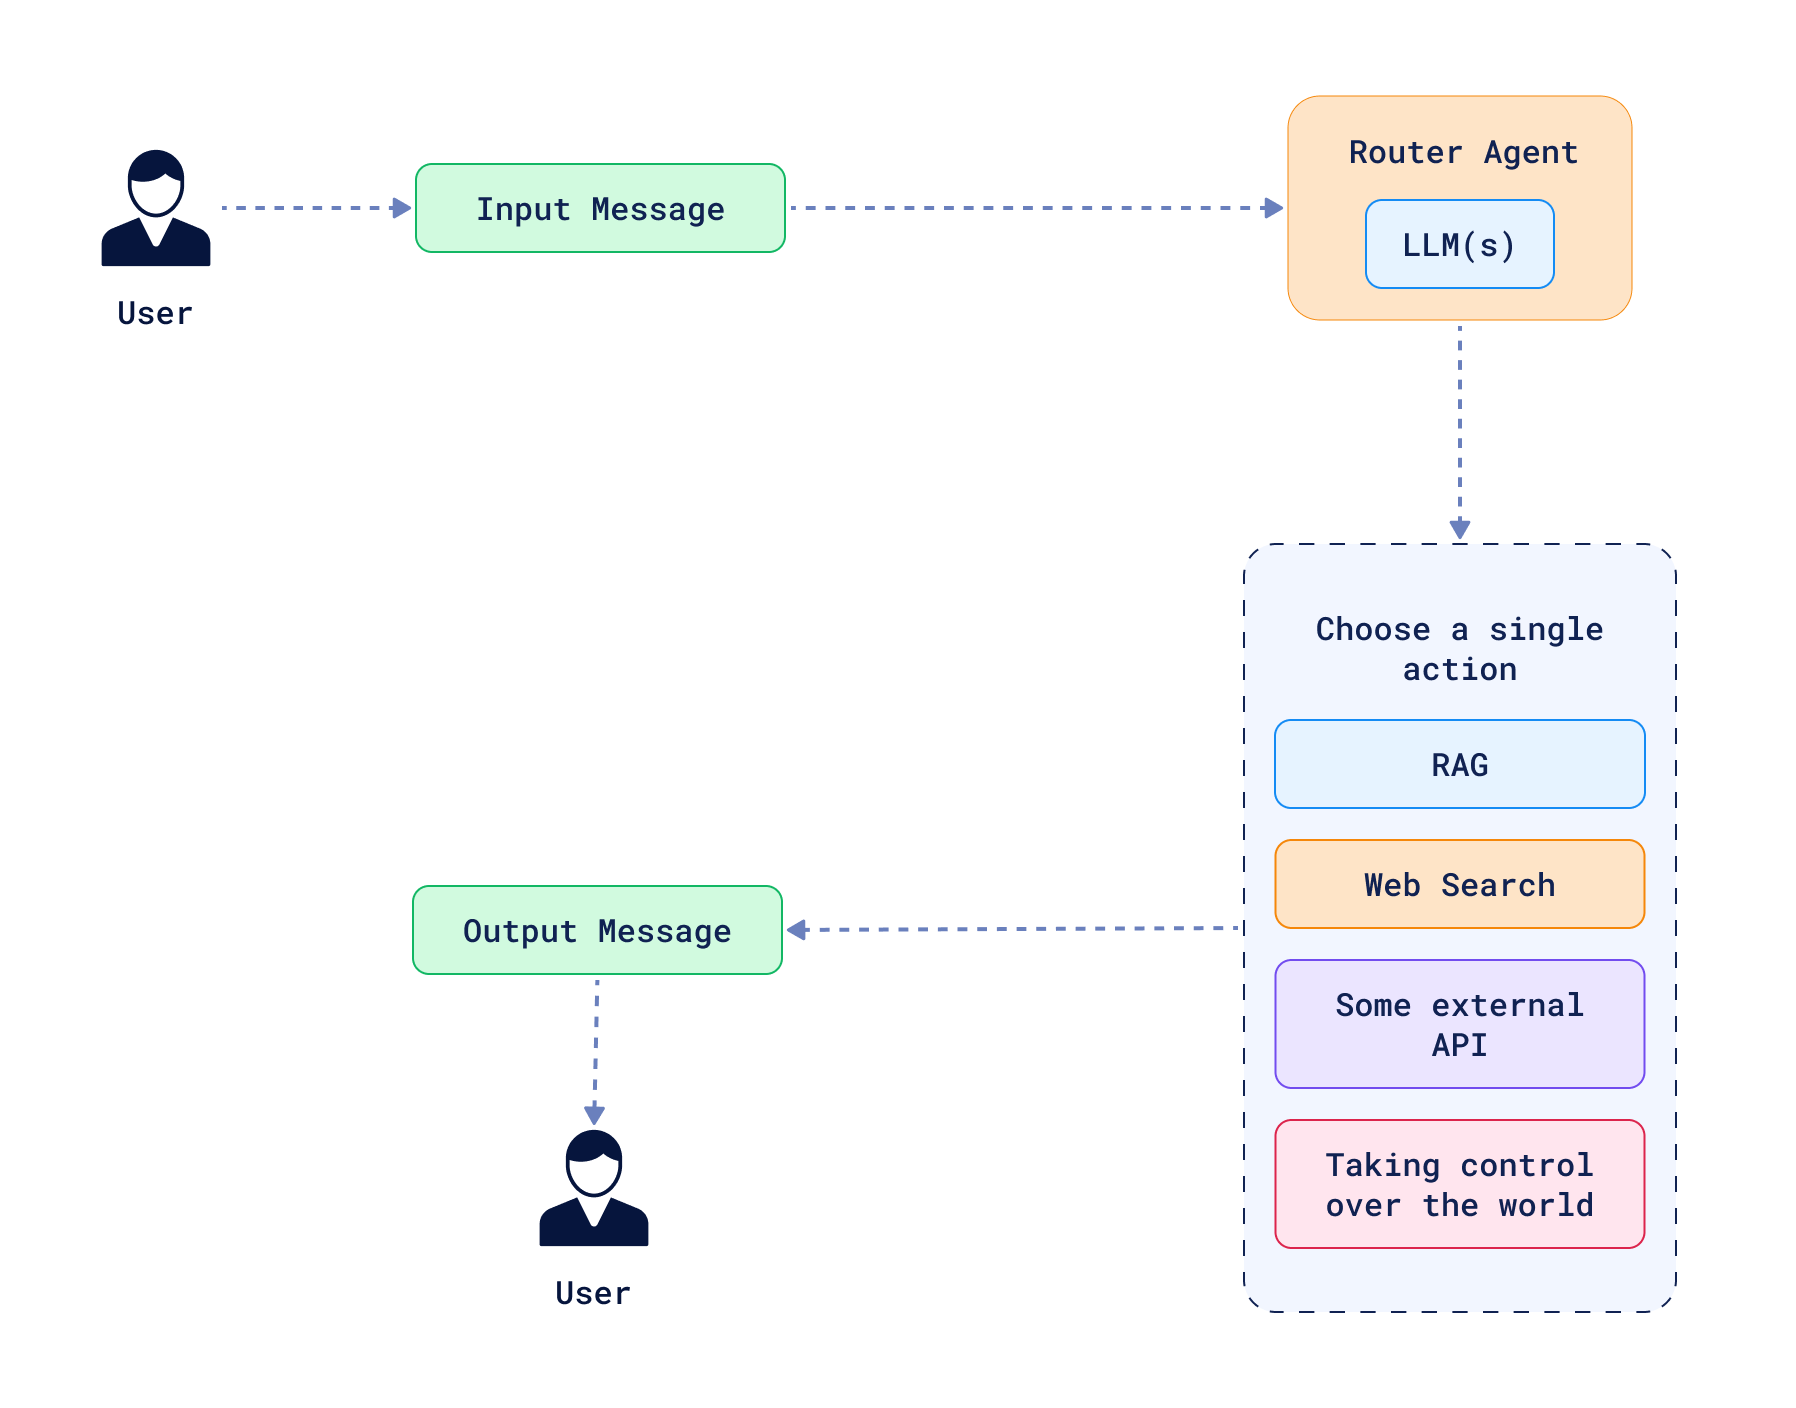 User
Input Message
Router Agent
LLM(s)
Choose a single
action
RAG
Web Search
Some external
API
Taking control
over the world
Output Message
User